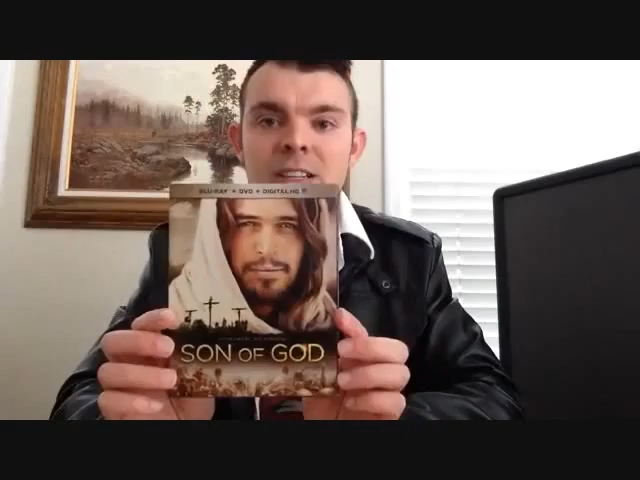 BLU-RAY + DVD + DIGITAL HD
SON OF GOD